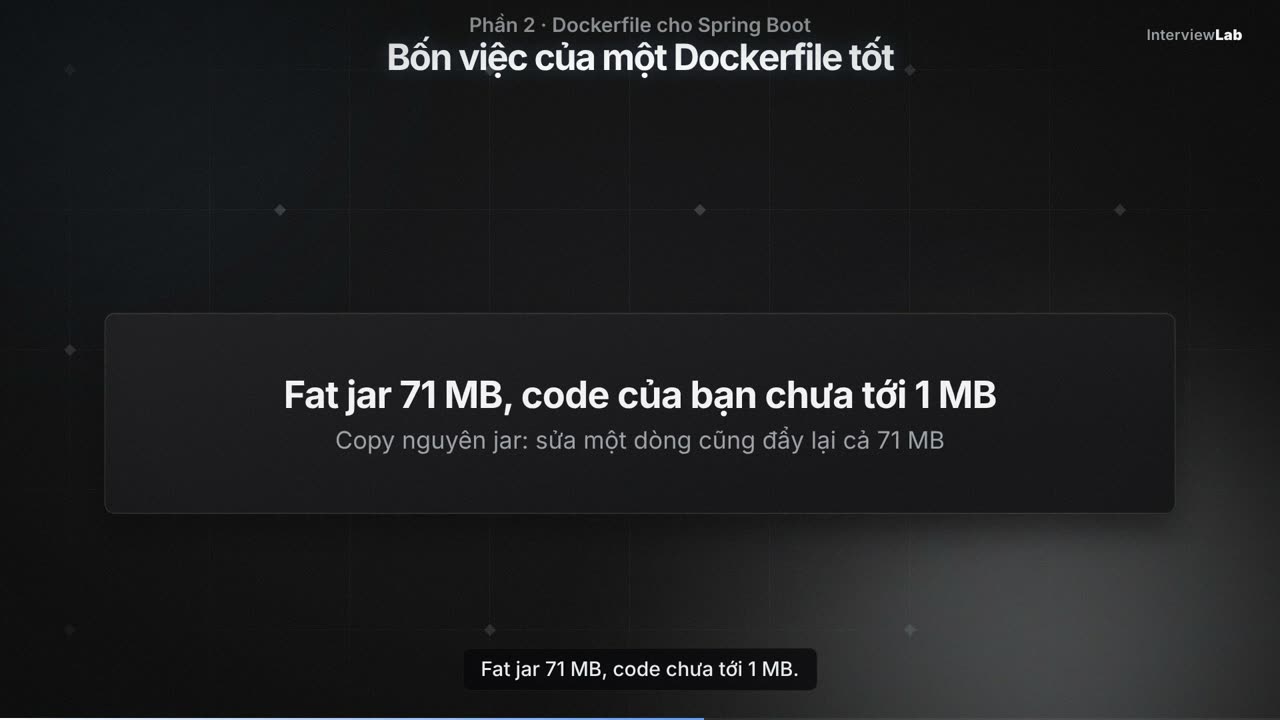 Phần 2 · Dockerfile cho Spring Boot
InterviewLab
Bốn việc của một Dockerfile tốt
Fat jar 71 MB, code của bạn chưa tới 1 MB
Copy nguyên jar: sửa một dòng cũng đẩy lại cả 71 MB
Fat jar 71 MB, code chưa tới 1 MB.